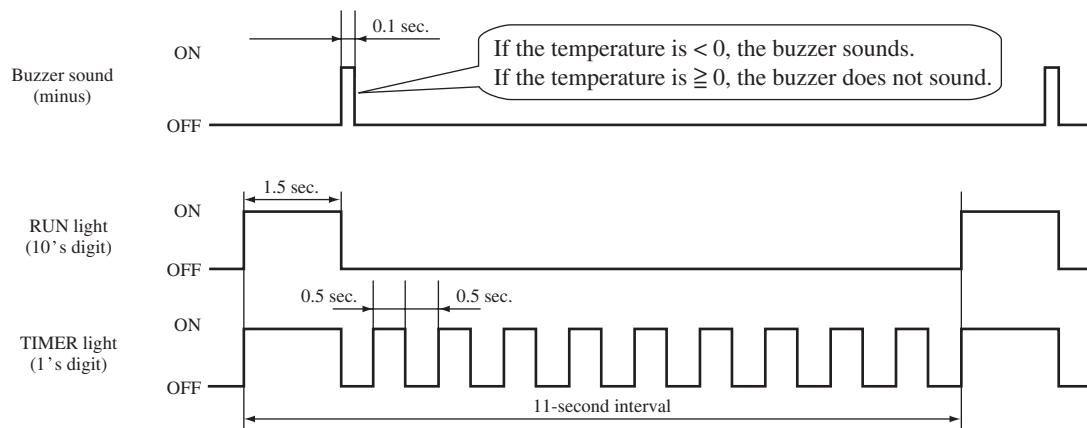 0.1 sec.
ON
If the temperature is < 0, the buzzer sounds.
If the temperature is ≧ 0, the buzzer does not sound.
Buzzer sound
(minus)
OFF
1.5 sec.
ON
RUN light
(10's digit)
OFF
0.5 sec.
0.5 sec.
ON
TIMER light
(1's digit)
OFF
11-second interval